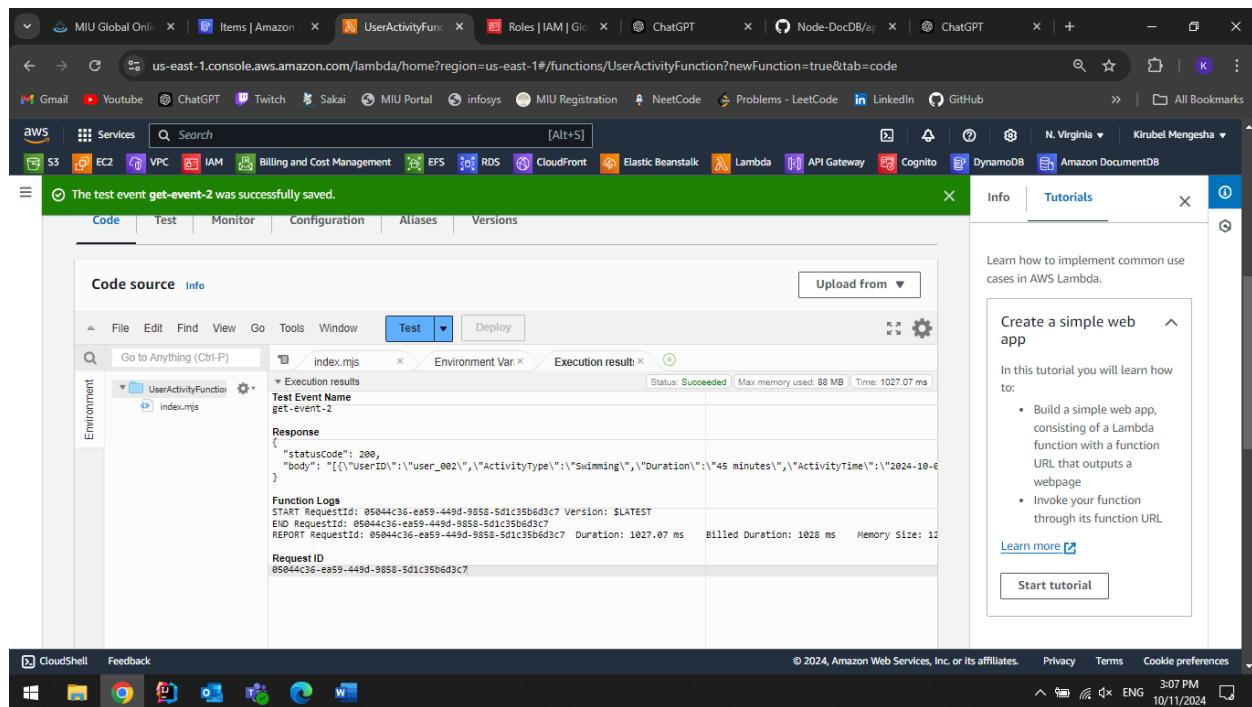 MIU Global Onli
Items | Amazon
UserActivityFunc
Roles | IAM | Glo
ChatGPT
Node-DocDB/ap
ChatGPT
us-east-1.console.aws.amazon.com/lambda/home?region=us-east-1#/functions/UserActivityFunction?newFunction=true&tab=code
K
Gmail Youtube ChatGPT Twitch Sakai MIU Portal infosys MIU Registration NeetCode Problems - LeetCode LinkedIn GitHub » All Bookmarks
aws Services Search [Alt+S] N. Virginia Kirubel Mengesha
S3 EC2 VPC IAM Billing and Cost Management EFS RDS CloudFront Elastic Beanstalk Lambda API Gateway Cognito DynamoDB Amazon DocumentDB
The test event get-event-2 was successfully saved.
Code Test Monitor Configuration Aliases Versions
Code source Info
Upload from
File Edit Find View Go Tools Window Test Deploy
Go to Anything (Ctrl-P)
index.mjs Environment Var Execution results
Environment
UserActivityFunction
index.mjs
Execution results
Status: Succeeded Max memory used: 88 MB Time: 1027.07 ms
Test Event Name
get-event-2
Response
{
"statusCode": 200,
"body": "[{\"UserID\":\"user_002\",\"ActivityType\":\"Swimming\",\"Duration\":\"45 minutes\",\"ActivityTime\":\"2024-10-0
}
Function Logs
START RequestId: 05044c36-ea59-449d-9858-5d1c35b6d3c7 Version: $LATEST
END RequestId: 05044c36-ea59-449d-9858-5d1c35b6d3c7
REPORT RequestId: 05044c36-ea59-449d-9858-5d1c35b6d3c7 Duration: 1027.07 ms Billed Duration: 1028 ms Memory Size: 12
Request ID
05044c36-ea59-449d-9858-5d1c35b6d3c7
Info Tutorials
Learn how to implement common use
cases in AWS Lambda.
Create a simple web
app
In this tutorial you will learn how
to:
Build a simple web app,
consisting of a Lambda
function with a function
URL that outputs a
webpage
Invoke your function
through its function URL
Learn more
Start tutorial
CloudShell Feedback © 2024, Amazon Web Services, Inc. or its affiliates. Privacy Terms Cookie preferences
ENG
3:07 PM
10/11/2024